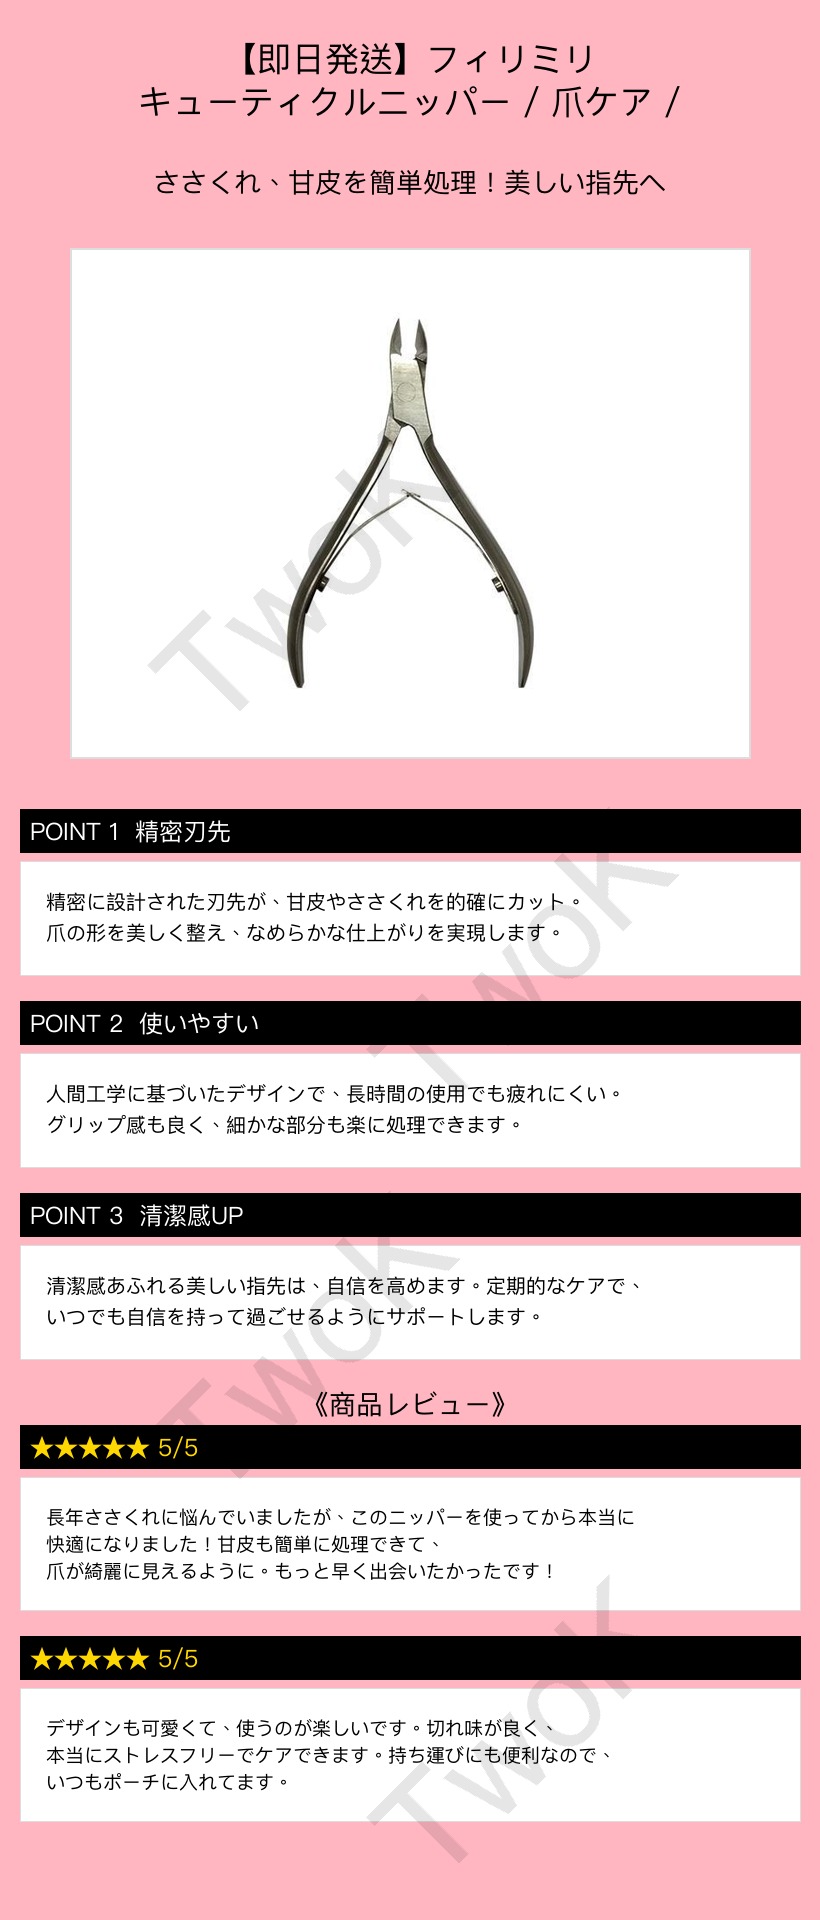 【即日発送】フィリミリ
キューティクルニッパー / 爪ケア /
ささくれ、甘皮を簡単処理！美しい指先へ
Twok
POINT 1 精密刃先
精密に設計された刃先が、甘皮やささくれを的確にカット。
爪の形を美しく整え、なめらかな仕上がりを実現します。
Twok
POINT 2 使いやすい
人間工学に基づいたデザインで、長時間の使用でも疲れにくい。
グリップ感も良く、細かな部分も楽に処理できます。
POINT 3 清潔感UP
清潔感あふれる美しい指先は、自信を高めます。定期的なケアで、
いつでも自信を持って過ごせるようにサポートします。
Twok
《商品レビュー》
★★★★★ 5/5
長年ささくれに悩んでいましたが、このニッパーを使ってから本当に
快適になりました！甘皮も簡単に処理できて、
爪が綺麗に見えるように。もっと早く出会いたかったです！
★★★★★ 5/5
デザインも可愛くて、使うのが楽しいです。切れ味が良く、
本当にストレスフリーでケアできます。持ち運びにも便利なので、
いつもポーチに入れてます。
Twok